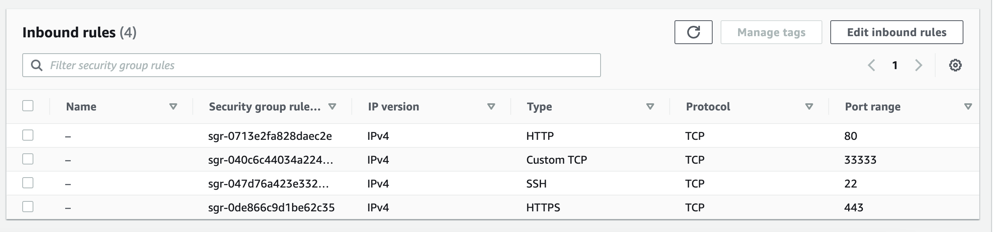 Inbound rules (4)
Manage tags
Edit inbound rules
Filter security group rules
1
Name Security group rule... IP version Type Protocol Port range
– sgr-0713e2fa828daec2e IPv4 HTTP TCP 80
– sgr-040c6c44034a224... IPv4 Custom TCP TCP 33333
– sgr-047d76a423e332... IPv4 SSH TCP 22
– sgr-0de866c9d1be62c35 IPv4 HTTPS TCP 443